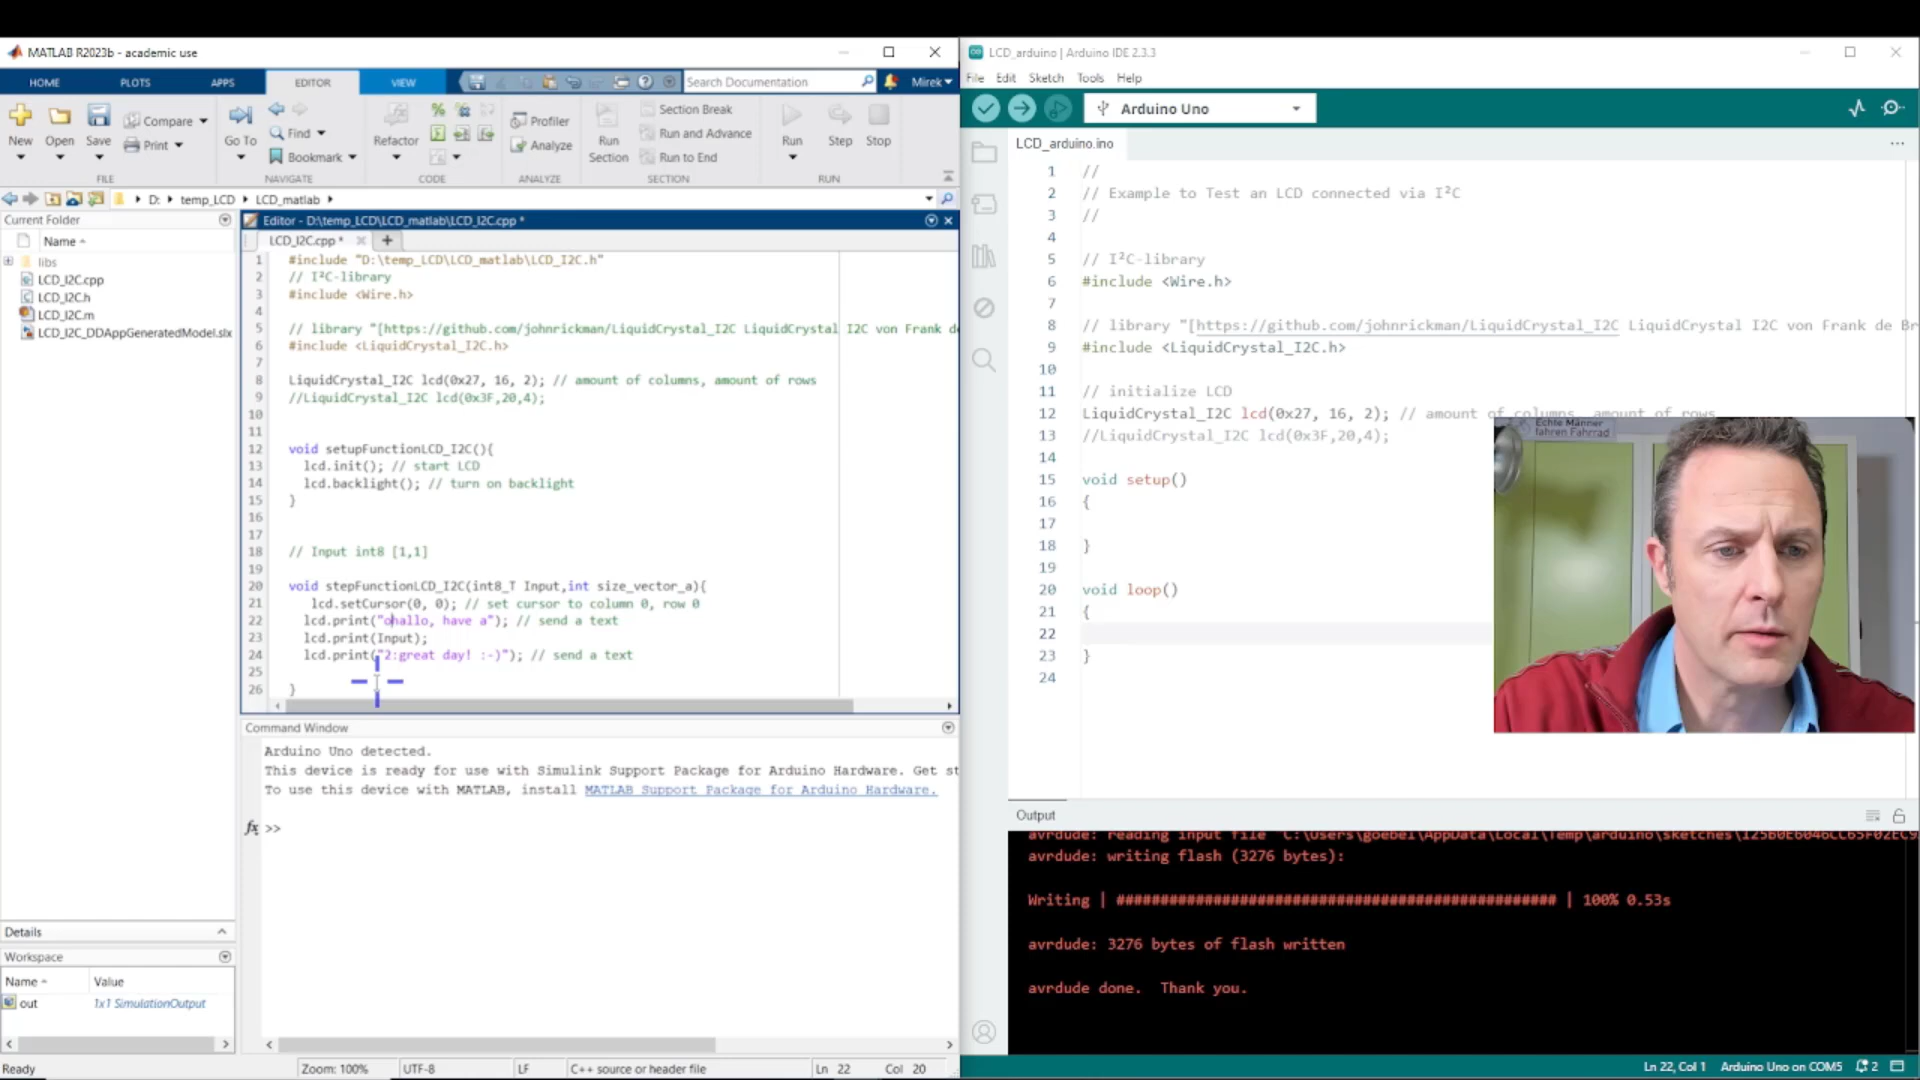 MATLAB R2023b - academic use
HOME PLOTS APPS EDITOR VIEW Search Documentation Mirek
New Open Save Compare Print
FILE
Go To Find Bookmark
NAVIGATE
Refactor
CODE
Profiler
Analyze
ANALYZE
Run Section
Section Break
Run and Advance
Run to End
SECTION
Run Step Stop
RUN
D: temp_LCD LCD_matlab
Current Folder
Name
libs
LCD_I2C.cpp
LCD_I2C.h
LCD_I2C.m
LCD_I2C_DDAppGeneratedModel.slx
Details
Workspace
Name Value
out 1x1 SimulationOutput
Editor - D:\temp_LCD\LCD_matlab\LCD_I2C.cpp *
LCD_I2C.cpp *
1 #include "D:\temp_LCD\LCD_matlab\LCD_I2C.h"
2 // I²C-library
3 #include <Wire.h>
4
5 // library "[https://github.com/johnrickman/LiquidCrystal_I2C LiquidCrystal I2C von Frank de
6 #include <LiquidCrystal_I2C.h>
7
8 LiquidCrystal_I2C lcd(0x27, 16, 2); // amount of columns, amount of rows
9 //LiquidCrystal_I2C lcd(0x3F,20,4);
10
11
12 void setupFunctionLCD_I2C(){
13 lcd.init(); // start LCD
14 lcd.backlight(); // turn on backlight
15 }
16
17
18 // Input int8 [1,1]
19
20 void stepFunctionLCD_I2C(int8_T Input,int size_vector_a){
21 lcd.setCursor(0, 0); // set cursor to column 0, row 0
22 lcd.print("ohallo, have a"); // send a text
23 lcd.print(Input);
24 lcd.print("2:great day! :-)"); // send a text
25
26 }
Command Window
Arduino Uno detected.
This device is ready for use with Simulink Support Package for Arduino Hardware. Get st
To use this device with MATLAB, install MATLAB Support Package for Arduino Hardware.
fx >>
Ready Zoom: 100% UTF-8 LF C++ source or header file Ln 22 Col 20
LCD_arduino | Arduino IDE 2.3.3
File Edit Sketch Tools Help
Arduino Uno
LCD_arduino.ino
1 //
2 // Example to Test an LCD connected via I²C
3 //
4
5 // I²C-library
6 #include <Wire.h>
7
8 // library "[https://github.com/johnrickman/LiquidCrystal_I2C LiquidCrystal I2C von Frank de Br
9 #include <LiquidCrystal_I2C.h>
10
11 // initialize LCD
12 LiquidCrystal_I2C lcd(0x27, 16, 2); // amount of columns, amount of rows
13 //LiquidCrystal_I2C lcd(0x3F,20,4);
14
15 void setup()
16 {
17
18 }
19
20 void loop()
21 {
22
23 }
24
Echte Männer
fahren Fahrrad
Output
avrdude: reading input file
avrdude: writing flash (3276 bytes):
Writing | ################################################## | 100% 0.53s
avrdude: 3276 bytes of flash written
avrdude done. Thank you.
Ln 22, Col 1 Arduino Uno on COM5 2